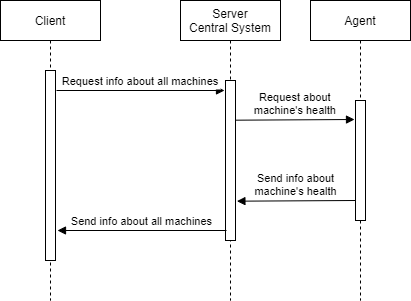 Client
Server
Central System
Agent
Request info about all machines
Request about
machine's health
Send info about
machine's health
Send info about all machines